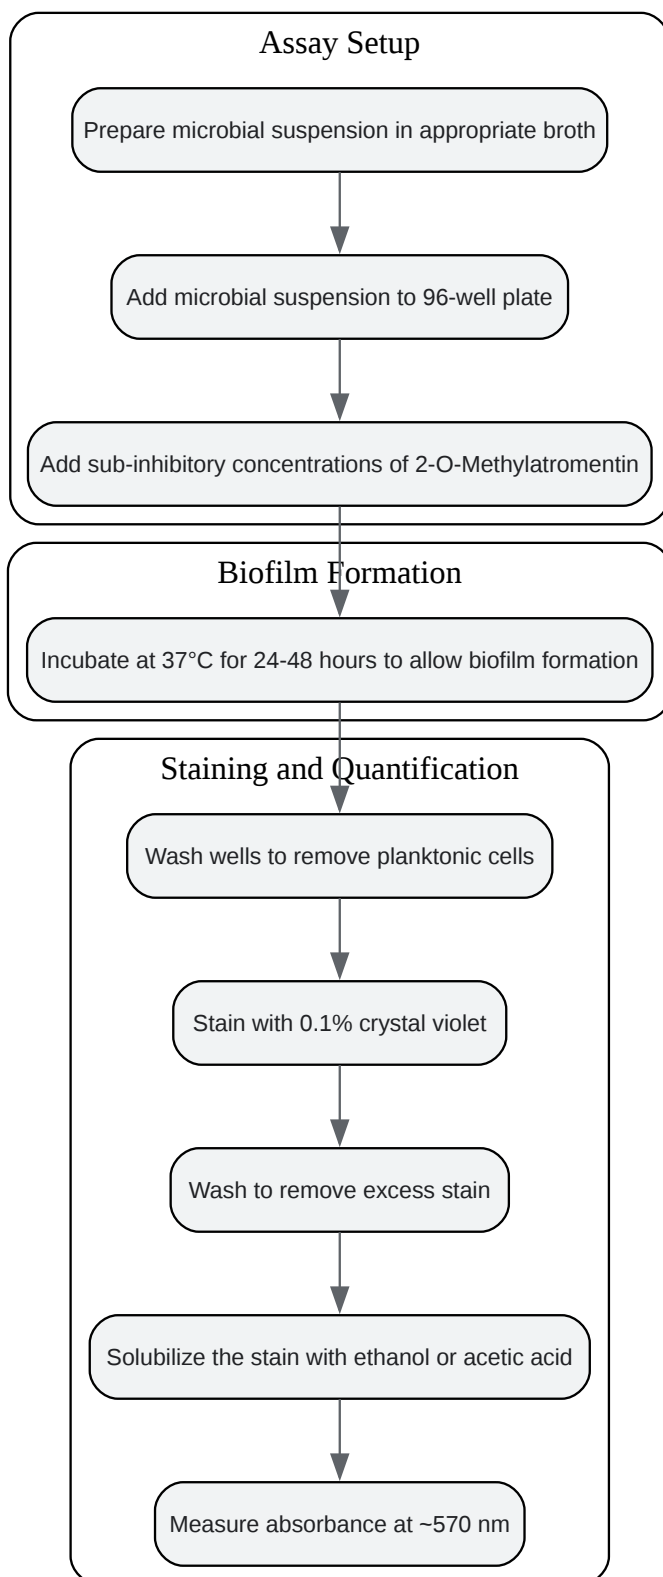 Assay Setup
Prepare microbial suspension in appropriate broth
Add microbial suspension to 96-well plate
Add sub-inhibitory concentrations of 2-O-Methylatromentin
Biofilm Formation
Incubate at 37°C for 24-48 hours to allow biofilm formation
Staining and Quantification
Wash wells to remove planktonic cells
Stain with 0.1% crystal violet
Wash to remove excess stain
Solubilize the stain with ethanol or acetic acid
Measure absorbance at ~570 nm